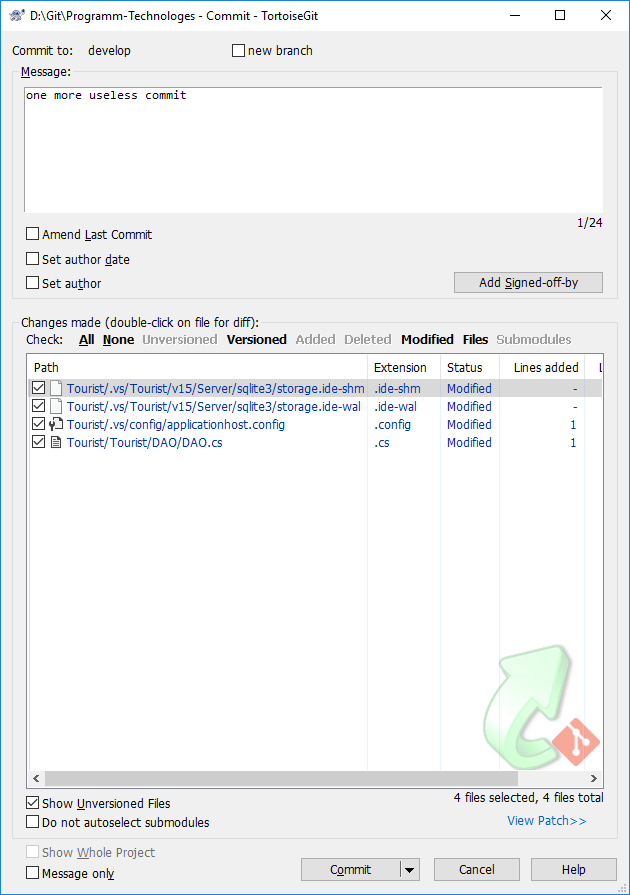 D:\Git\Programm-Technologes - Commit - TortoiseGit
Commit to: develop new branch
Message:
one more useless commit
1/24
Amend Last Commit
Set author date
Set author
Add Signed-off-by
Changes made (double-click on file for diff):
Check: All None Unversioned Versioned Added Deleted Modified Files Submodules
Path Extension Status Lines added L
Tourist/.vs/Tourist/v15/Server/sqlite3/storage.ide-shm .ide-shm Modified -
Tourist/.vs/Tourist/v15/Server/sqlite3/storage.ide-wal .ide-wal Modified -
Tourist/.vs/config/applicationhost.config .config Modified 1
Tourist/Tourist/DAO/DAO.cs .cs Modified 1
Show Unversioned Files
4 files selected, 4 files total
Do not autoselect submodules
View Patch>>
Show Whole Project
Message only
Commit Cancel Help